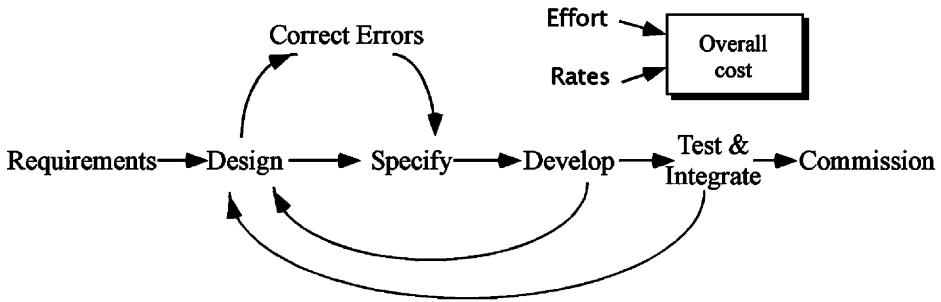 Effort
Correct Errors
Overall
cost
Rates
Requirements
Design
Specify
Develop
Test &
Integrate
Commission